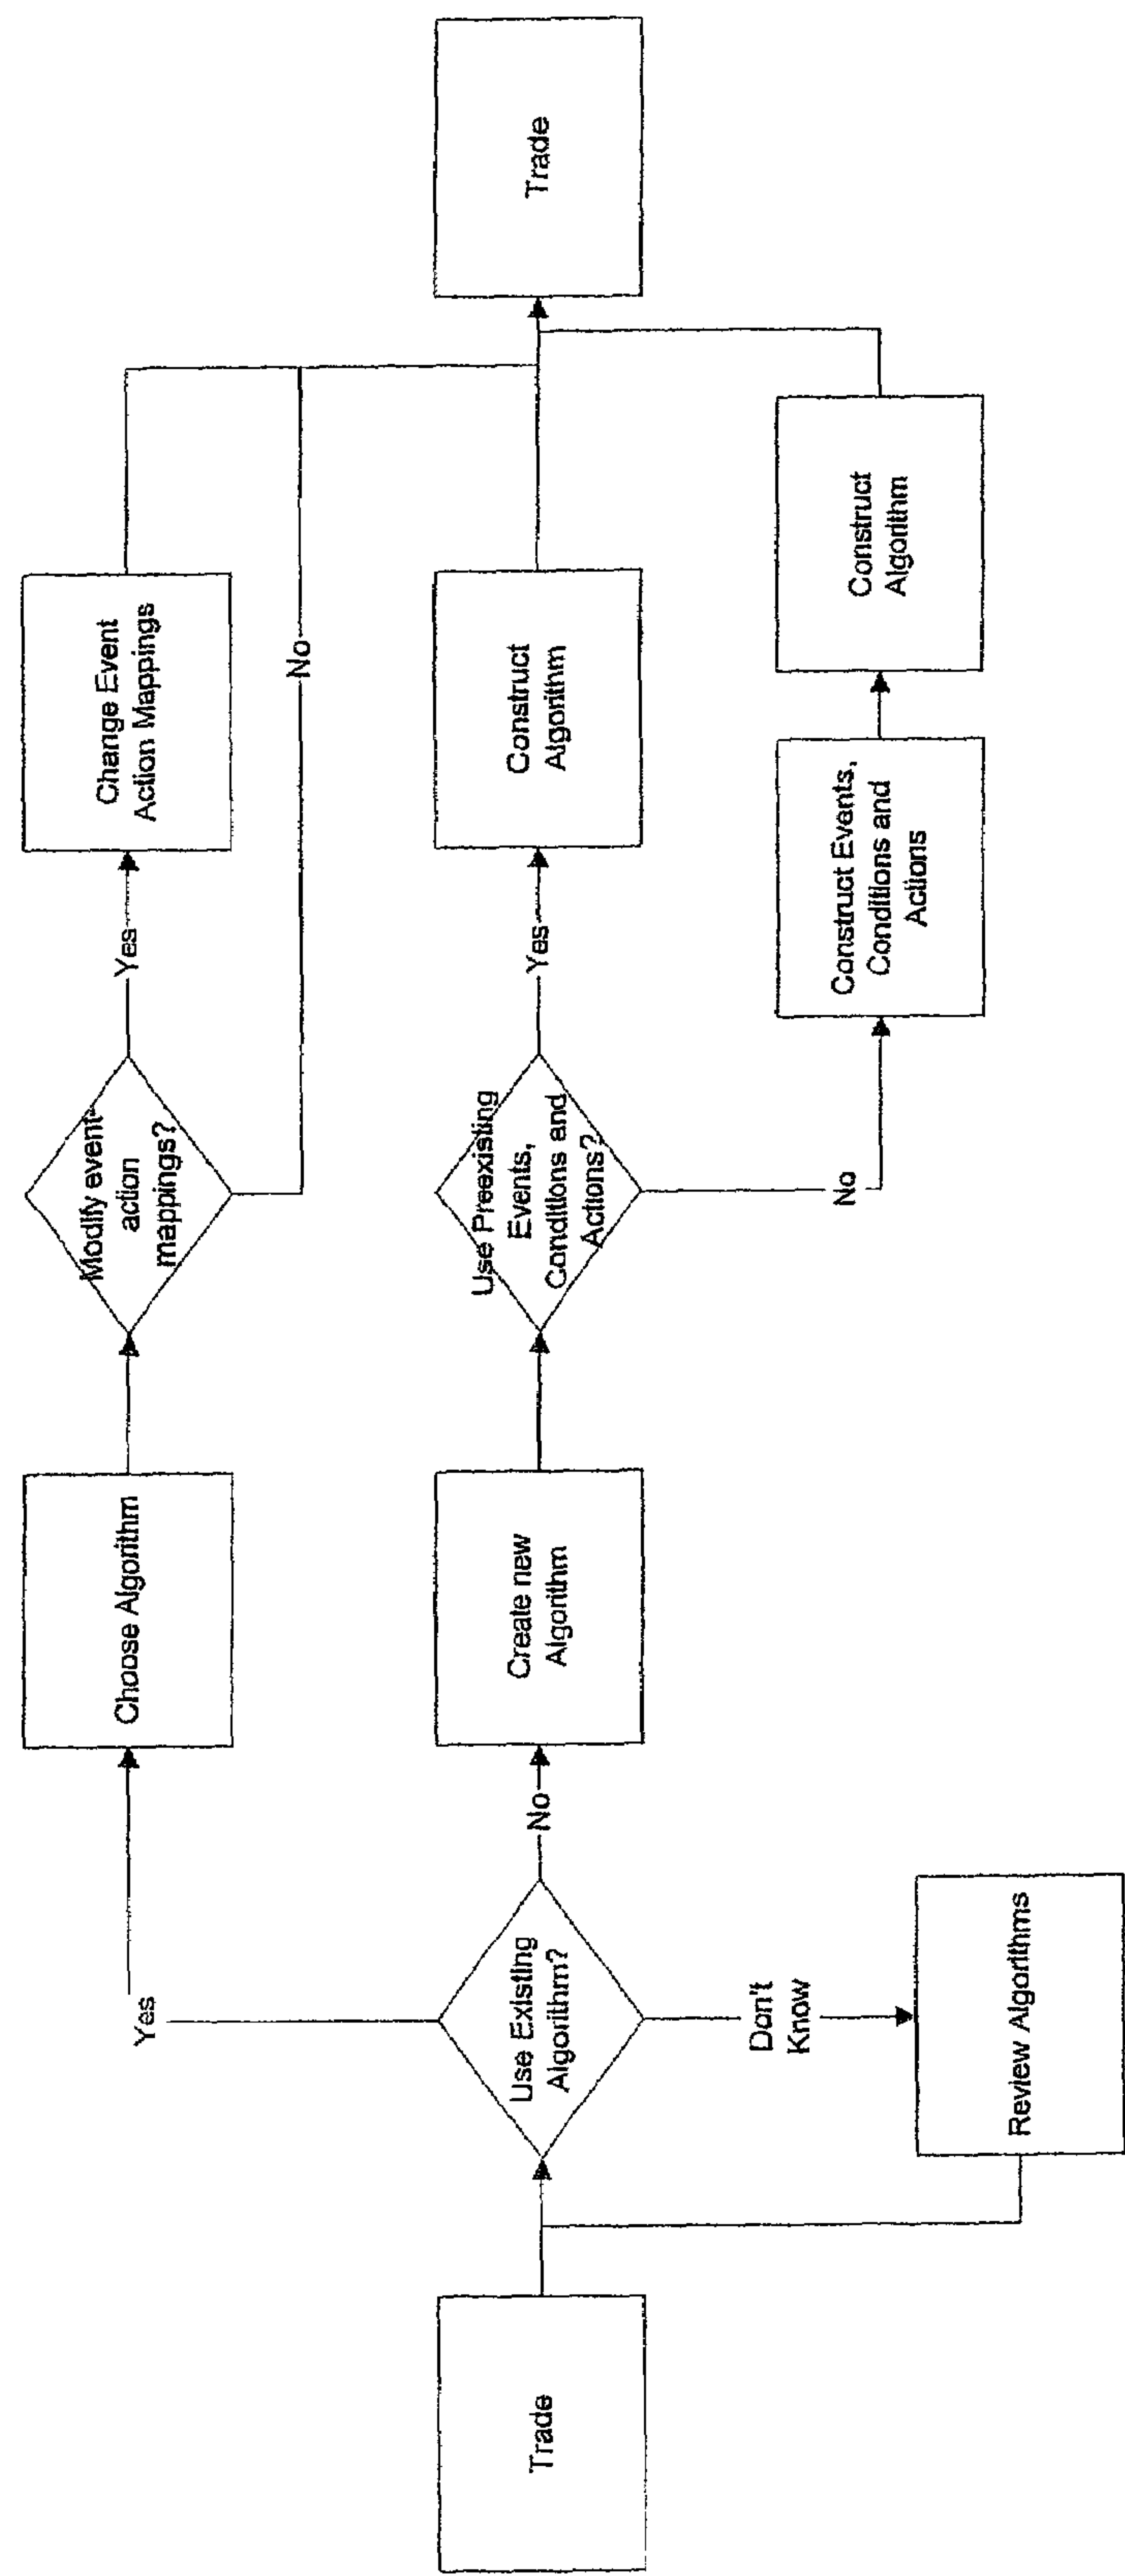 Trade
Use Existing
Algorithm?
Yes
No
Don't
Know
Review Algorithms
Choose Algorithm
Create new
Algorithm
Modify event-
action
mappings?
Yes
No
Change Event
Action Mappings
Use Preexisting
Events,
Conditions and
Actions?
Yes
No
Construct
Algorithm
Construct Events,
Conditions and
Actions
Construct
Algorithm
Trade